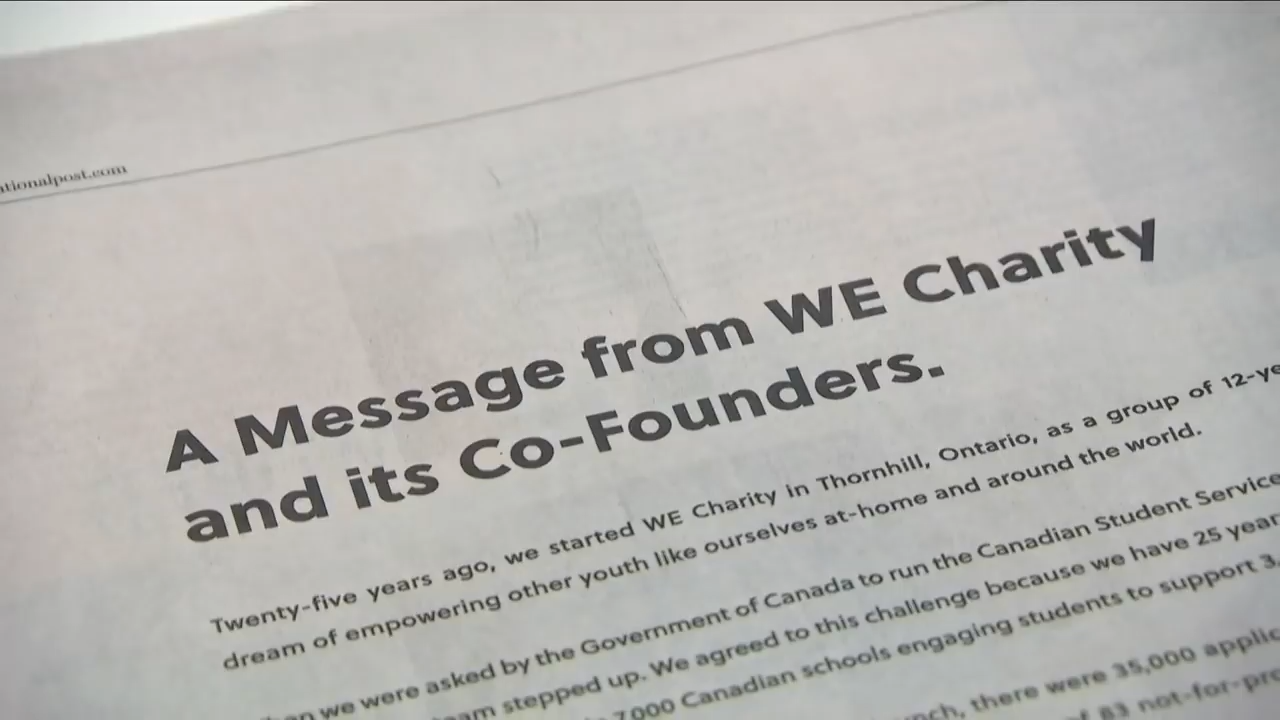 ationalpost.com
A Message from WE Charity
and its Co-Founders.
Twenty-five years ago, we started WE Charity in Thornhill, Ontario, as a group of 12-ye
dream of empowering other youth like ourselves at-home and around the world.
we were asked by the Government of Canada to run the Canadian Student Service
stepped up. We agreed to this challenge because we have 25 year
7,000 Canadian schools engaging students to support 3,
there were 35,000 applic
83 not-for-pro